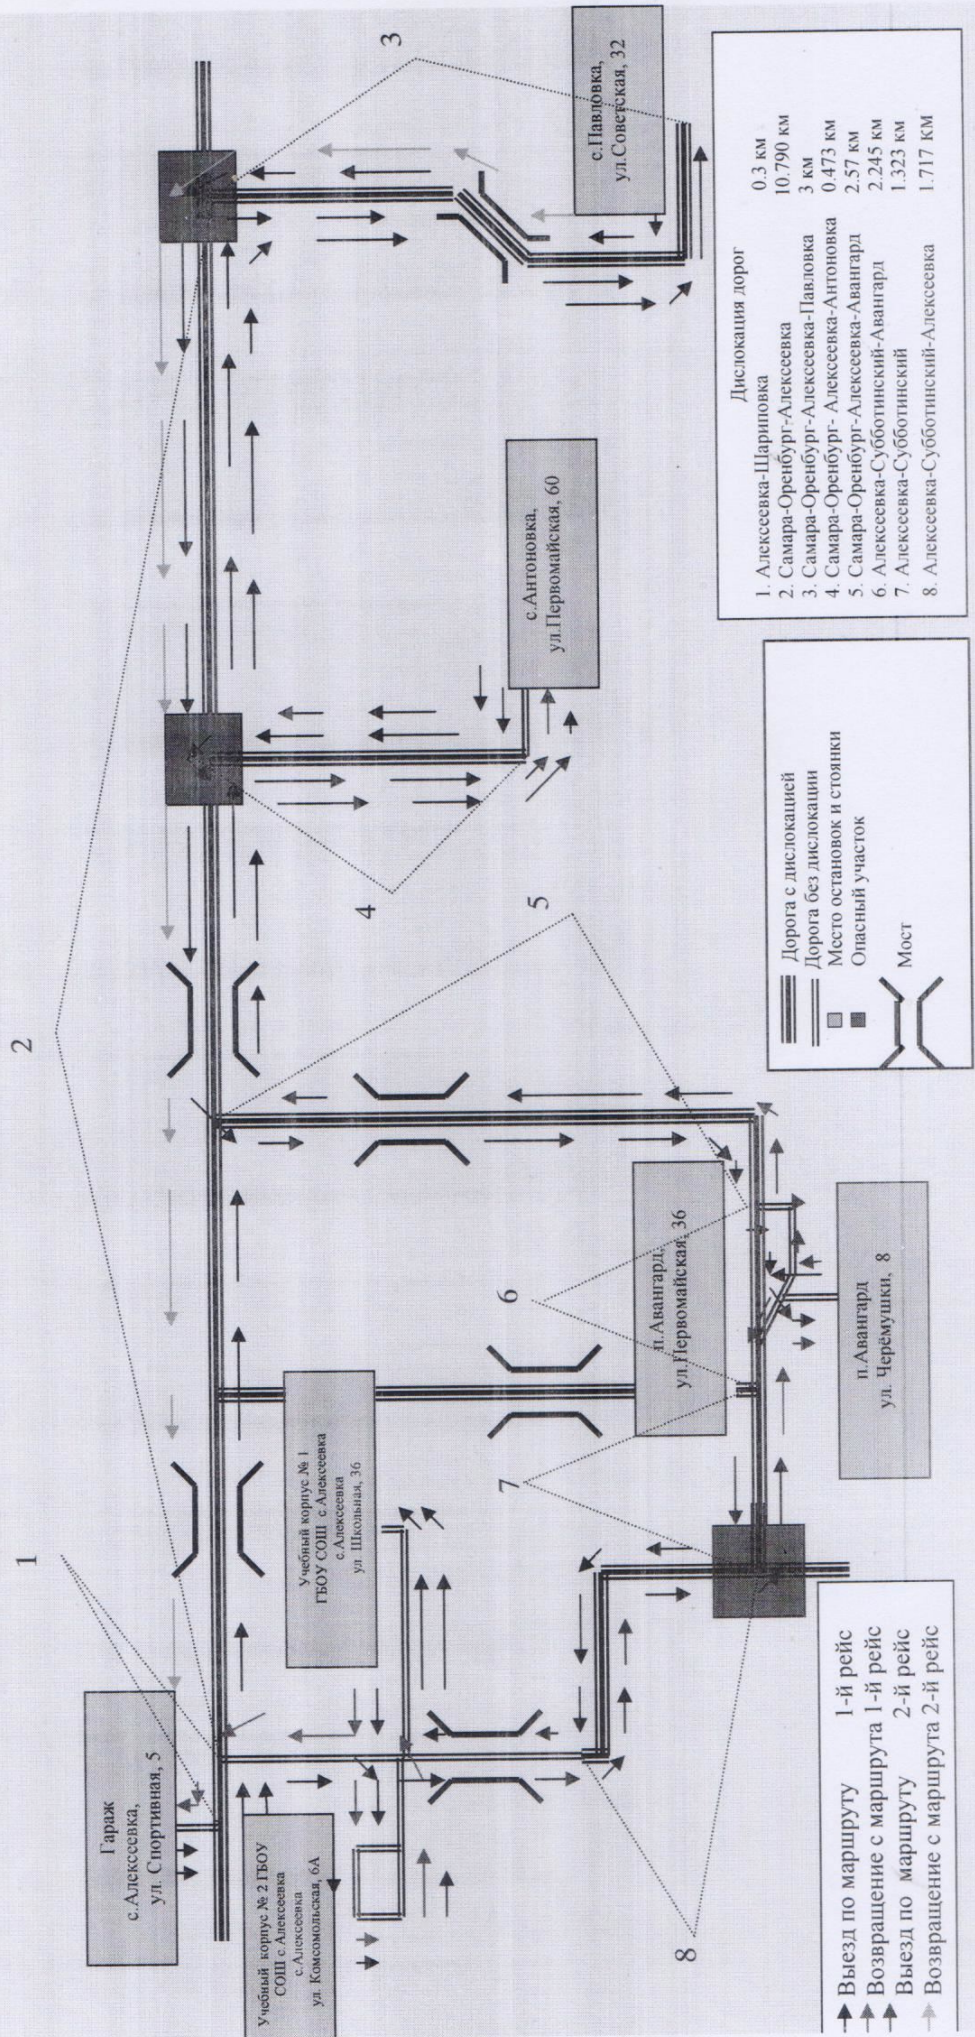 Гараж
с.Алексеевка,
ул. Спортивная, 5
Учебный корпус № 2 ГБОУ
СОШ с.Алексеевка
с.Алексеевка
ул. Комсомольская, 6А
Учебный корпус № 1
ГБОУ СОШ с.Алексеевка
с.Алексеевка
ул. Школьная, 36
п.Авангард,
ул.Первомайская, 36
п.Авангард
ул. Черёмушки, 8
с.Антоновка,
ул.Первомайская, 60
с.Павловка,
ул.Советская, 32
1
2
3
4
5
6
7
8
Выезд по маршруту 1-й рейс
Возвращение с маршрута 1-й рейс
Выезд по маршруту 2-й рейс
Возвращение с маршрута 2-й рейс
Дорога с дислокацией
Дорога без дислокации
Место остановок и стоянки
Опасный участок
Мост
Дислокация дорог
1. Алексеевка-Шариповка 0.3 км
2. Самара-Оренбург-Алексеевка 10.790 км
3. Самара-Оренбург-Алексеевка-Павловка 3 км
4. Самара-Оренбург- Алексеевка-Антоновка 0.473 км
5. Самара-Оренбург-Алексеевка-Авангард 2.57 км
6. Алексеевка-Субботинский-Авангард 2.245 км
7. Алексеевка-Субботинский 1.323 км
8. Алексеевка-Субботинский-Алексеевка 1.717 км